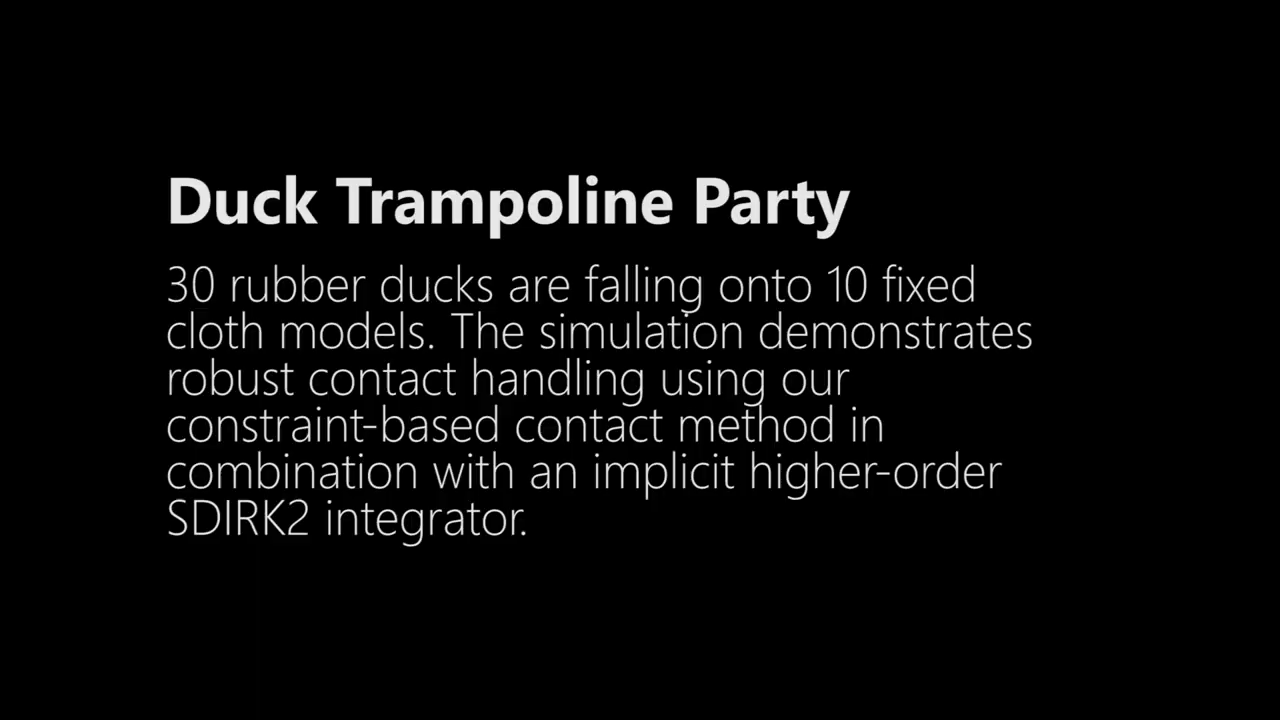 Duck Trampoline Party
30 rubber ducks are falling onto 10 fixed
cloth models. The simulation demonstrates
robust contact handling using our
constraint-based contact method in
combination with an implicit higher-order
SDIRK2 integrator.